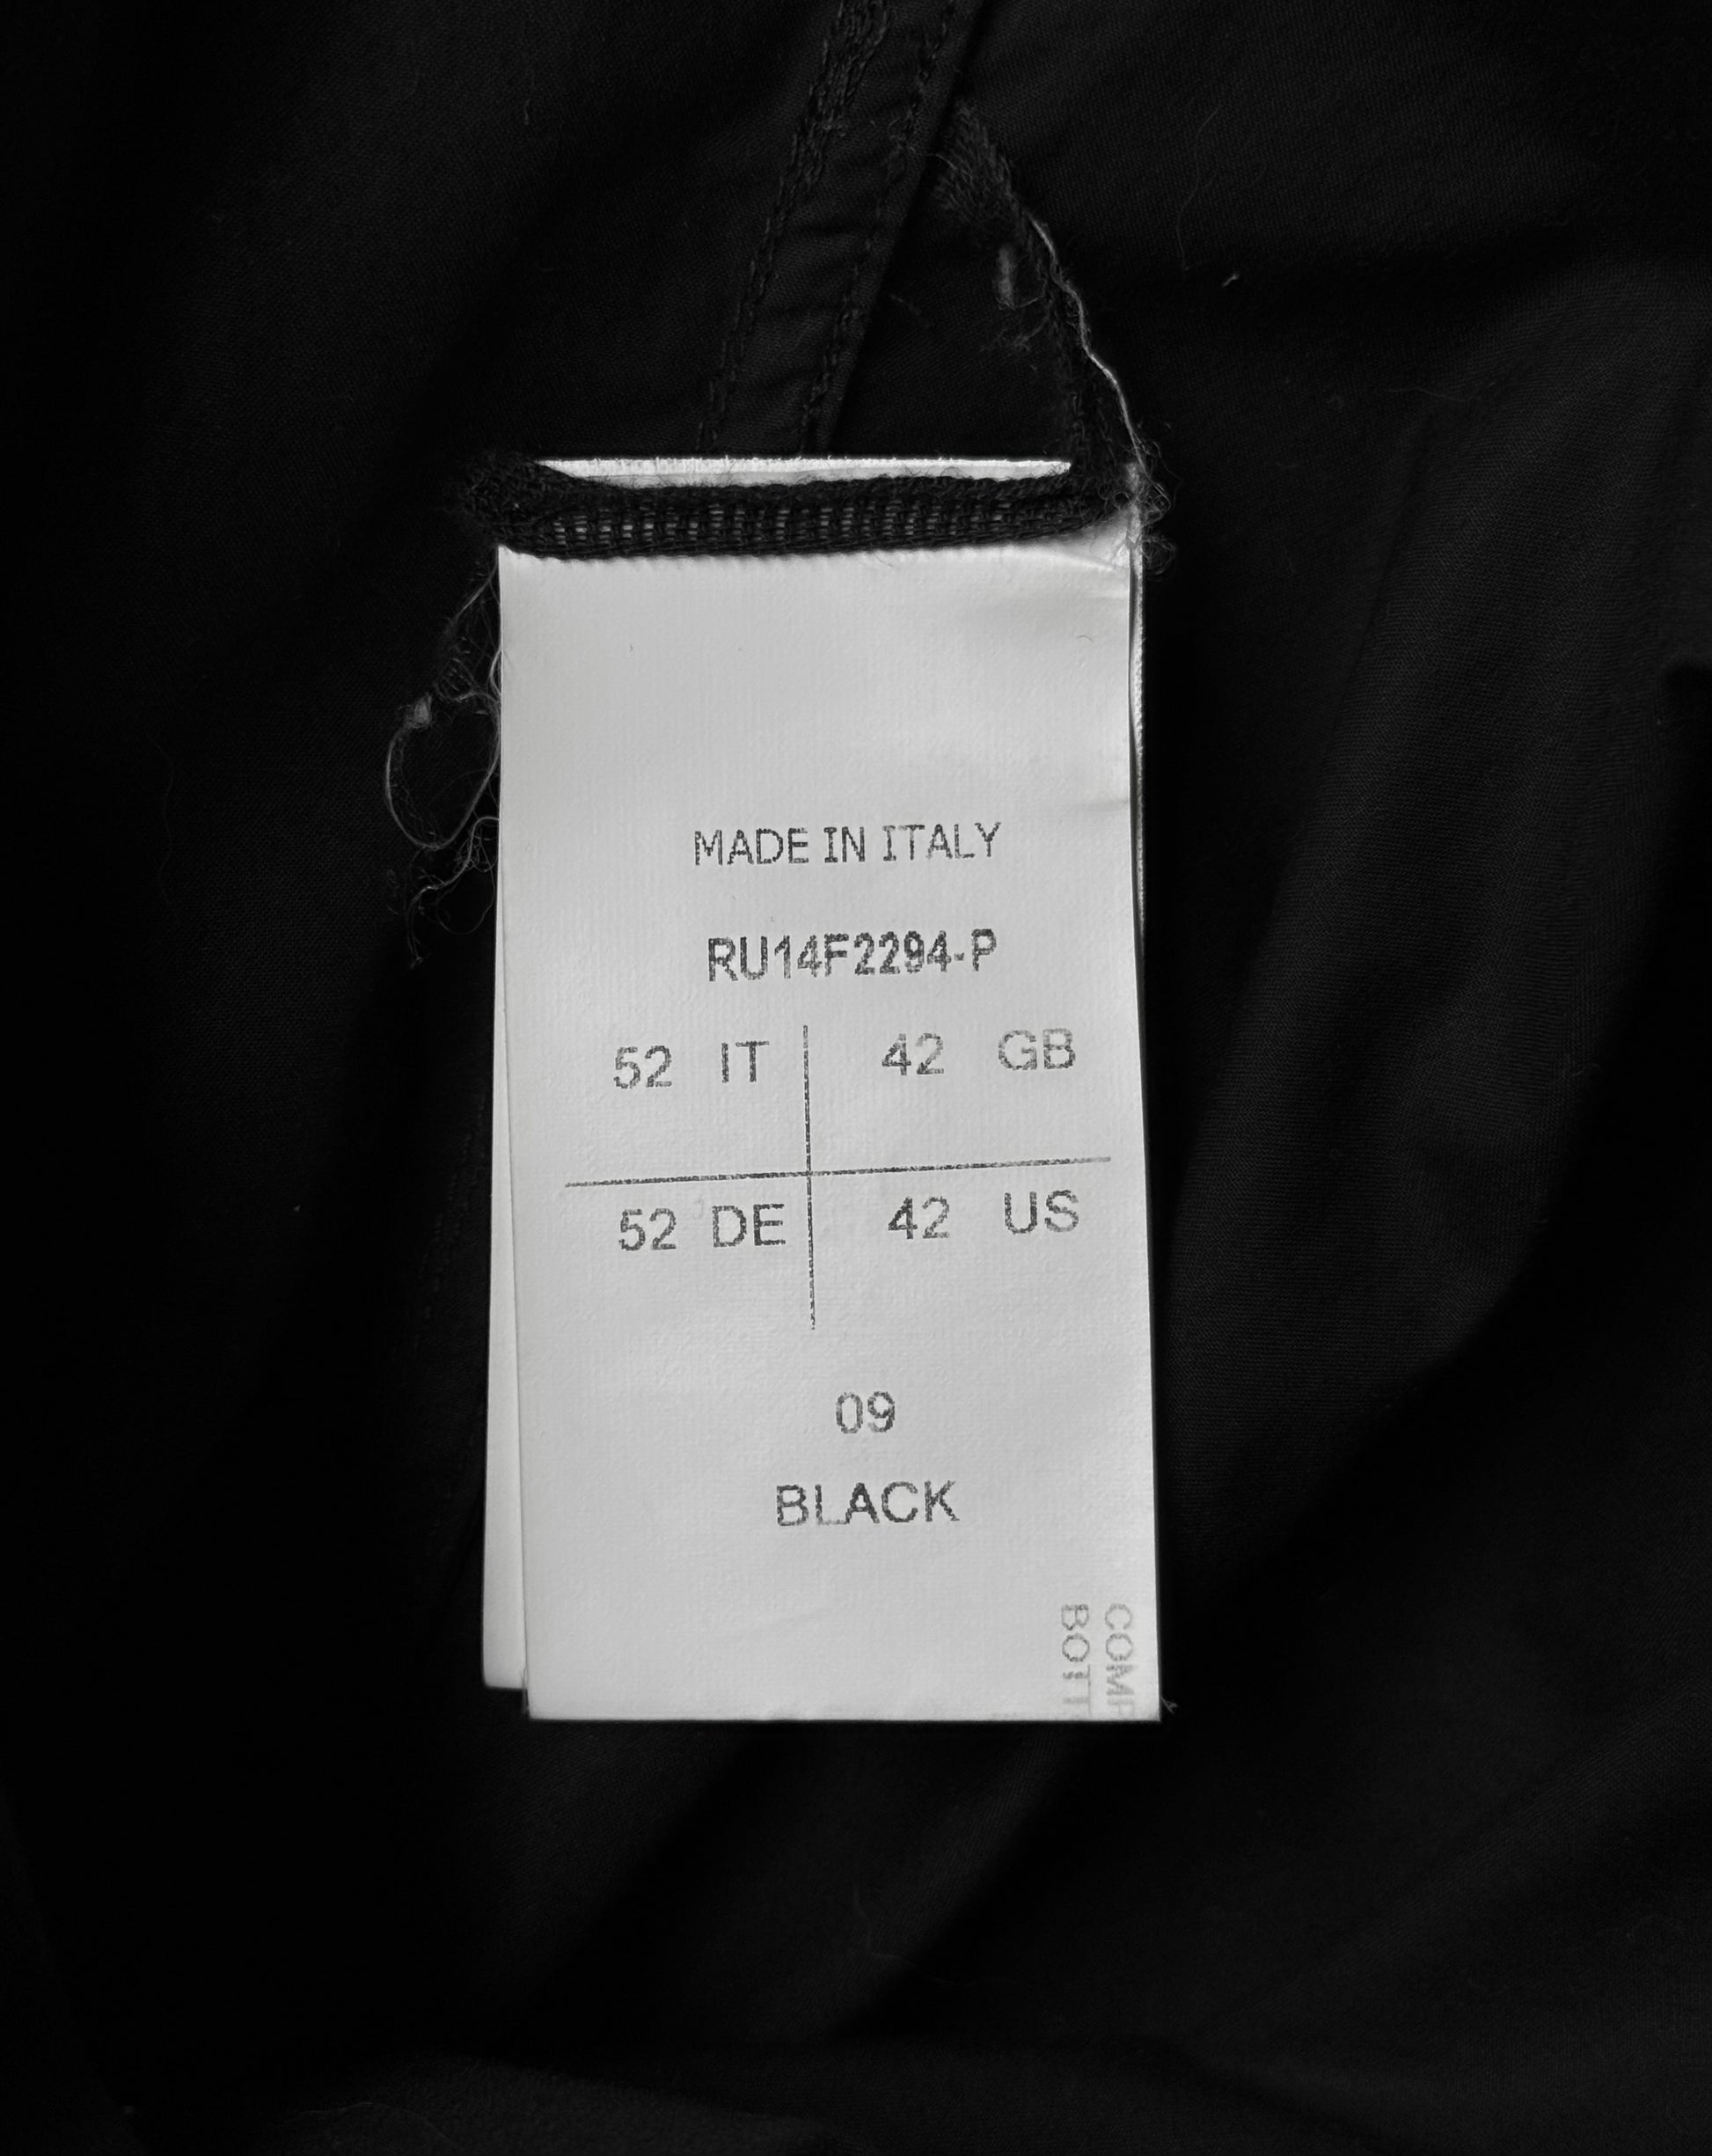 MADE IN ITALY
RU14F2294-P
52 IT 42 GB
52 DE 42 US
09
BLACK
COMP
BOTT